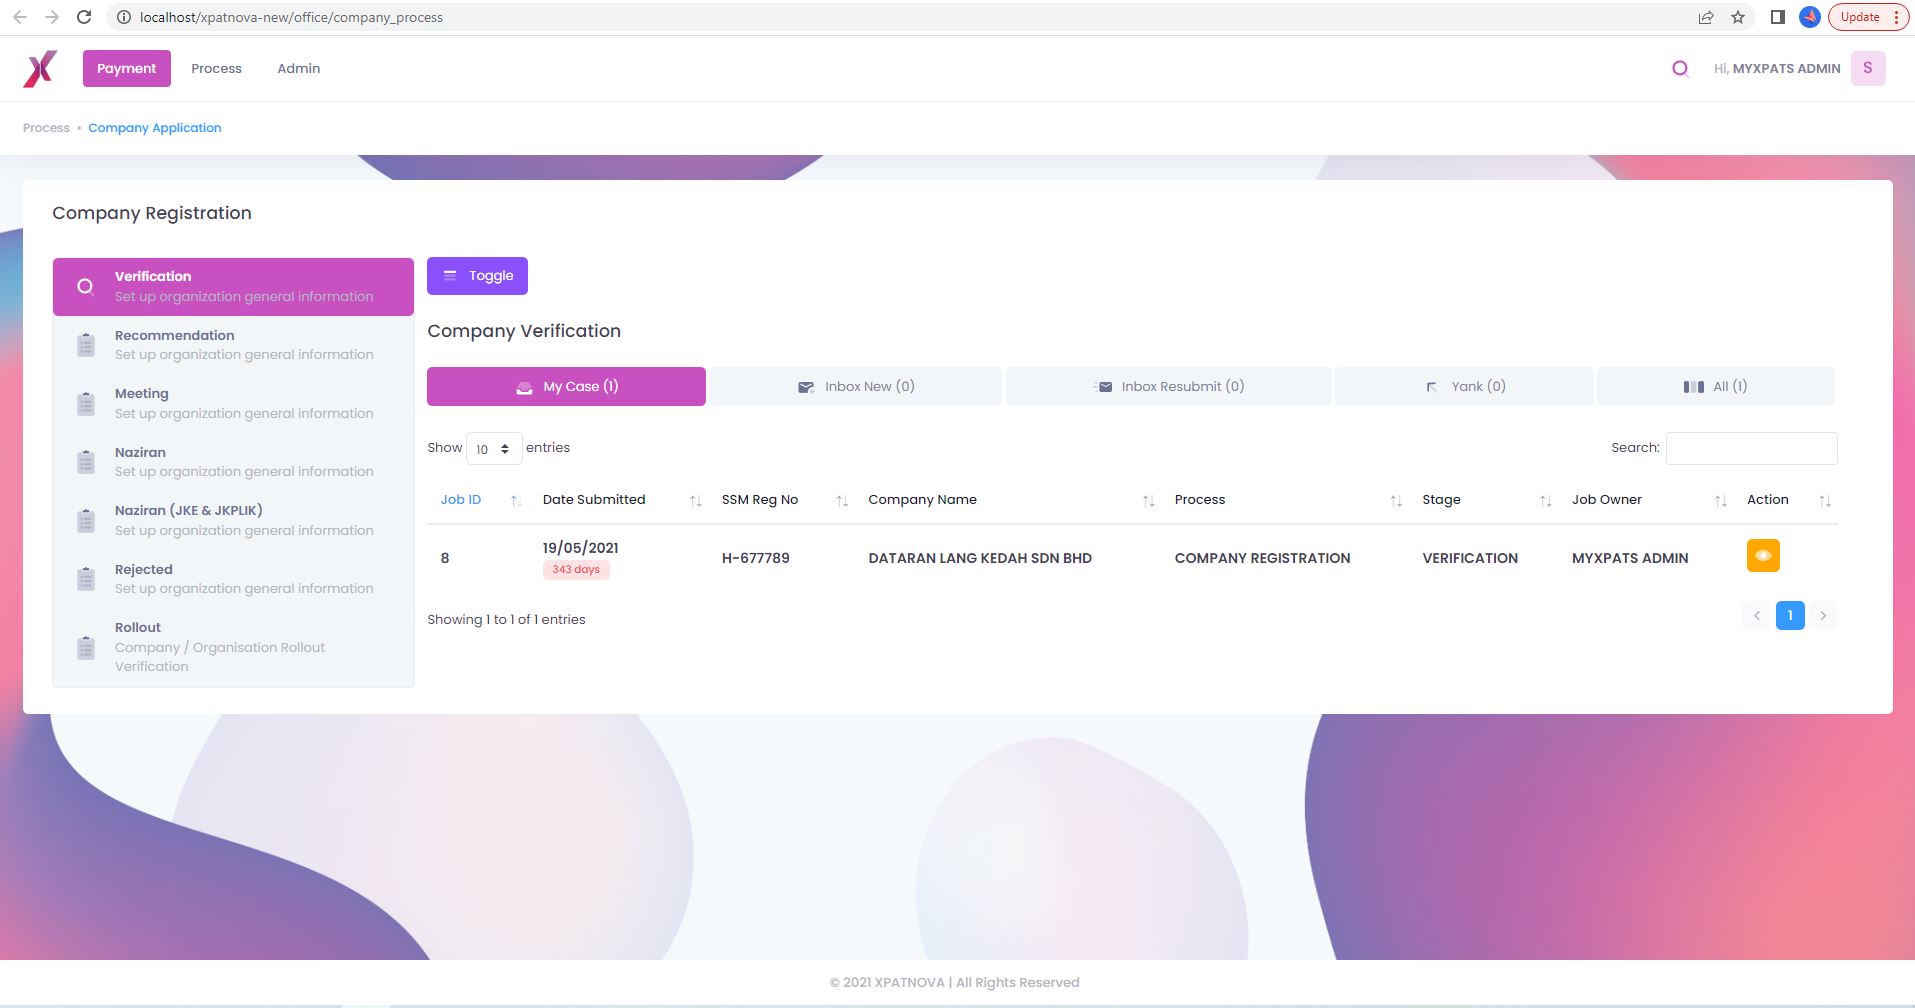 localhost/xpatnova-new/office/company_process
Update
Payment
Process
Admin
Hi, MYXPATS ADMIN
S
Process • Company Application
Company Registration
Verification
Set up organization general information
Recommendation
Set up organization general information
Meeting
Set up organization general information
Naziran
Set up organization general information
Naziran (JKE & JKPLIK)
Set up organization general information
Rejected
Set up organization general information
Rollout
Company / Organisation Rollout
Verification
Toggle
Company Verification
My Case (1)
Inbox New (0)
Inbox Resubmit (0)
Yank (0)
All (1)
Show 10 entries
Search:
Job ID Date Submitted SSM Reg No Company Name Process Stage Job Owner Action
8 19/05/2021 H-677789 DATARAN LANG KEDAH SDN BHD COMPANY REGISTRATION VERIFICATION MYXPATS ADMIN
343 days
Showing 1 to 1 of 1 entries
1
© 2021 XPATNOVA | All Rights Reserved